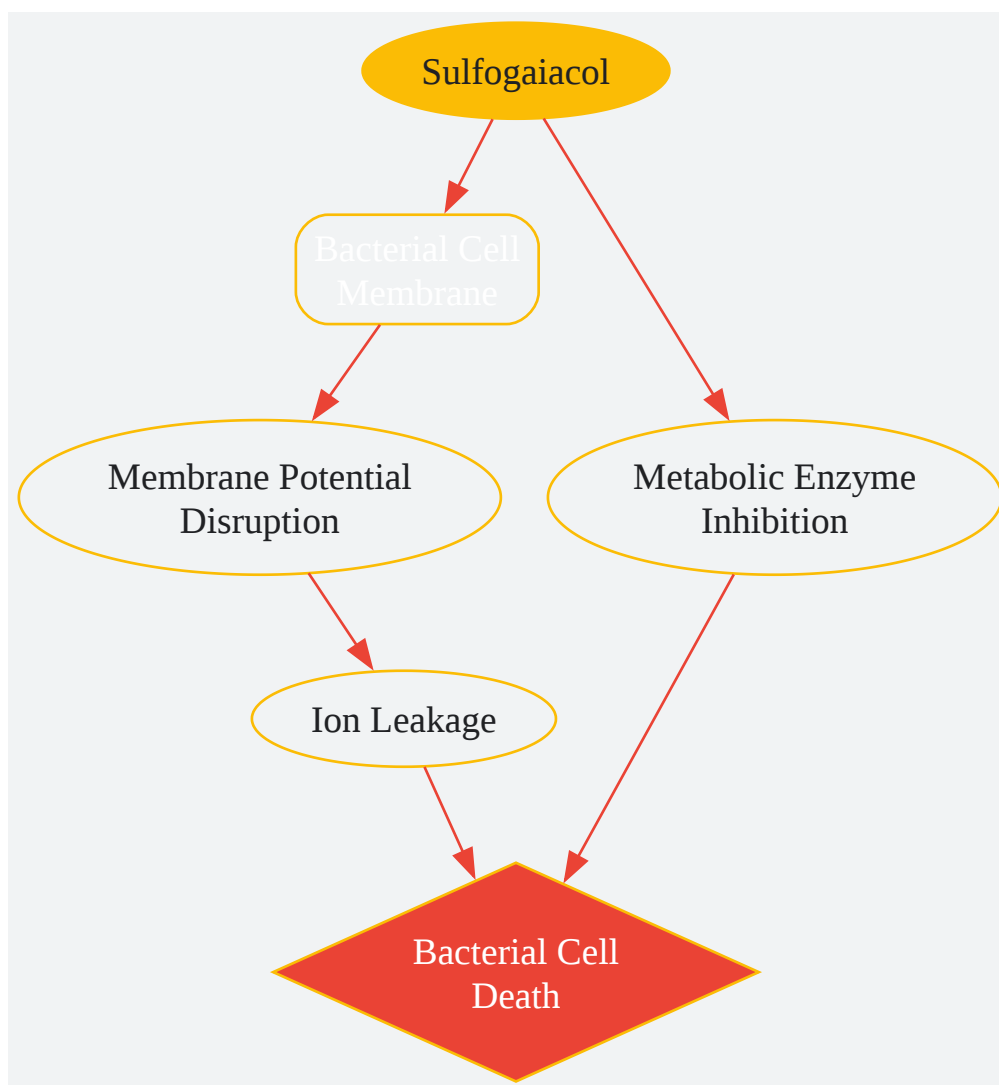 Sulfogaiacol
Bacterial Cell
Membrane
Membrane Potential
Disruption
Metabolic Enzyme
Inhibition
Ion Leakage
Bacterial Cell
Death